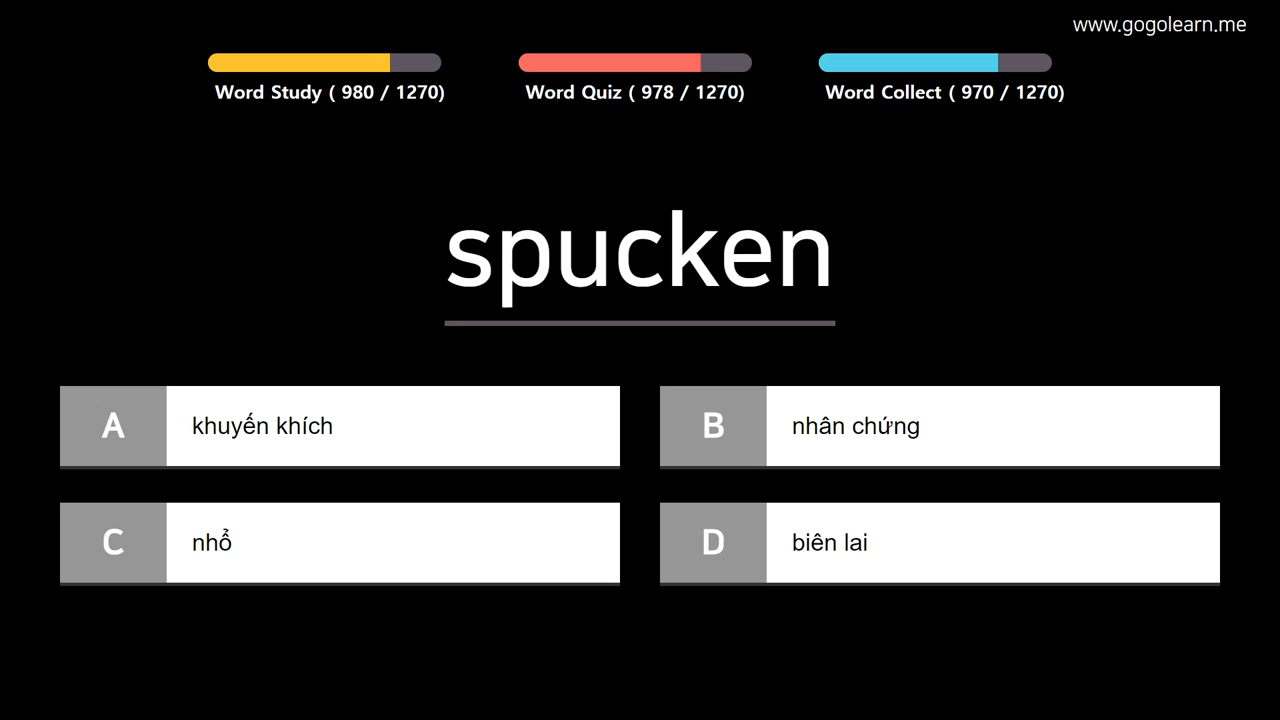 www.gogolearn.me
Word Study ( 980 / 1270)
Word Quiz ( 978 / 1270)
Word Collect ( 970 / 1270)
spucken
A khuyến khích
B nhân chứng
C nhổ
D biên lai